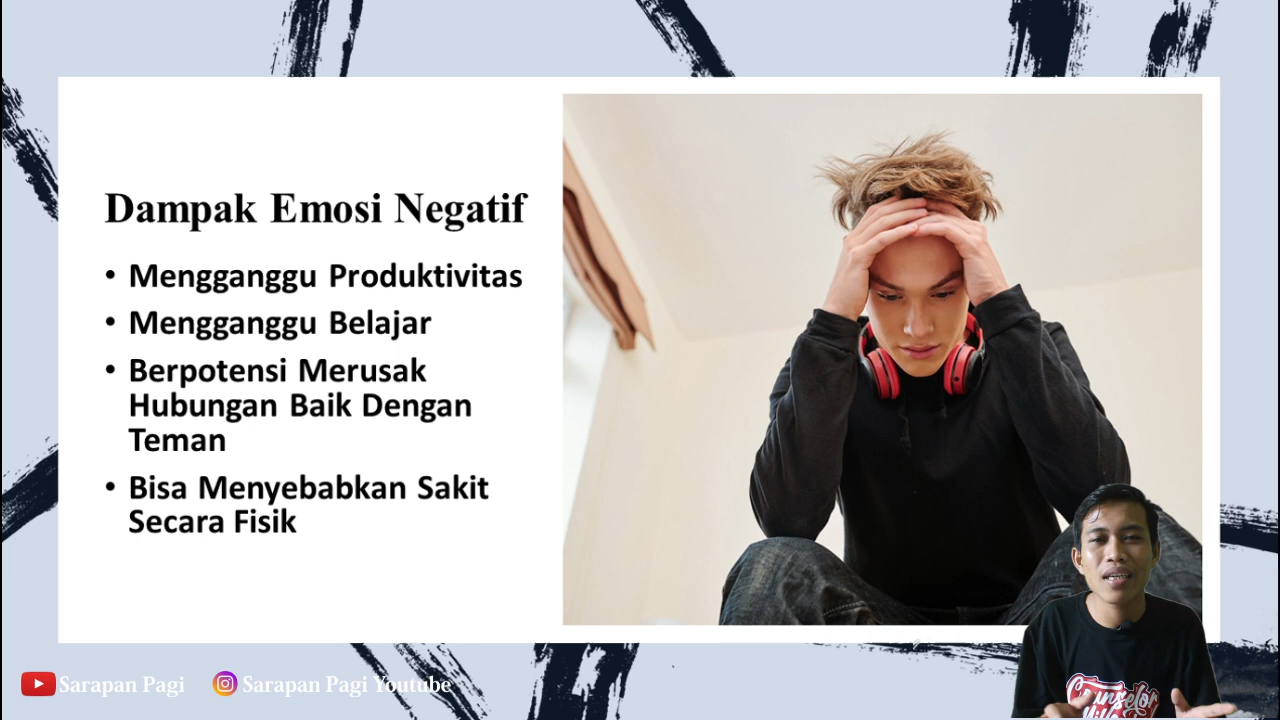 Dampak Emosi Negatif
• Mengganggu Produktivitas
• Mengganggu Belajar
• Berpotensi Merusak
Hubungan Baik Dengan
Teman
• Bisa Menyebabkan Sakit
Secara Fisik
Sarapan Pagi
Sarapan Pagi Youtube
Counselor